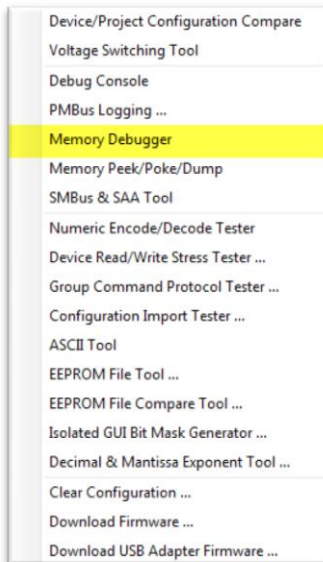 Device/Project Configuration Compare
Voltage Switching Tool
Debug Console
PMBus Logging ...
Memory Debugger
Memory Peek/Poke/Dump
SMBus & SAA Tool
Numeric Encode/Decode Tester
Device Read/Write Stress Tester ...
Group Command Protocol Tester ...
Configuration Import Tester ...
ASCII Tool
EEPROM File Tool ...
EEPROM File Compare Tool ...
Isolated GUI Bit Mask Generator ...
Decimal & Mantissa Exponent Tool ...
Clear Configuration ...
Download Firmware ...
Download USB Adapter Firmware ...